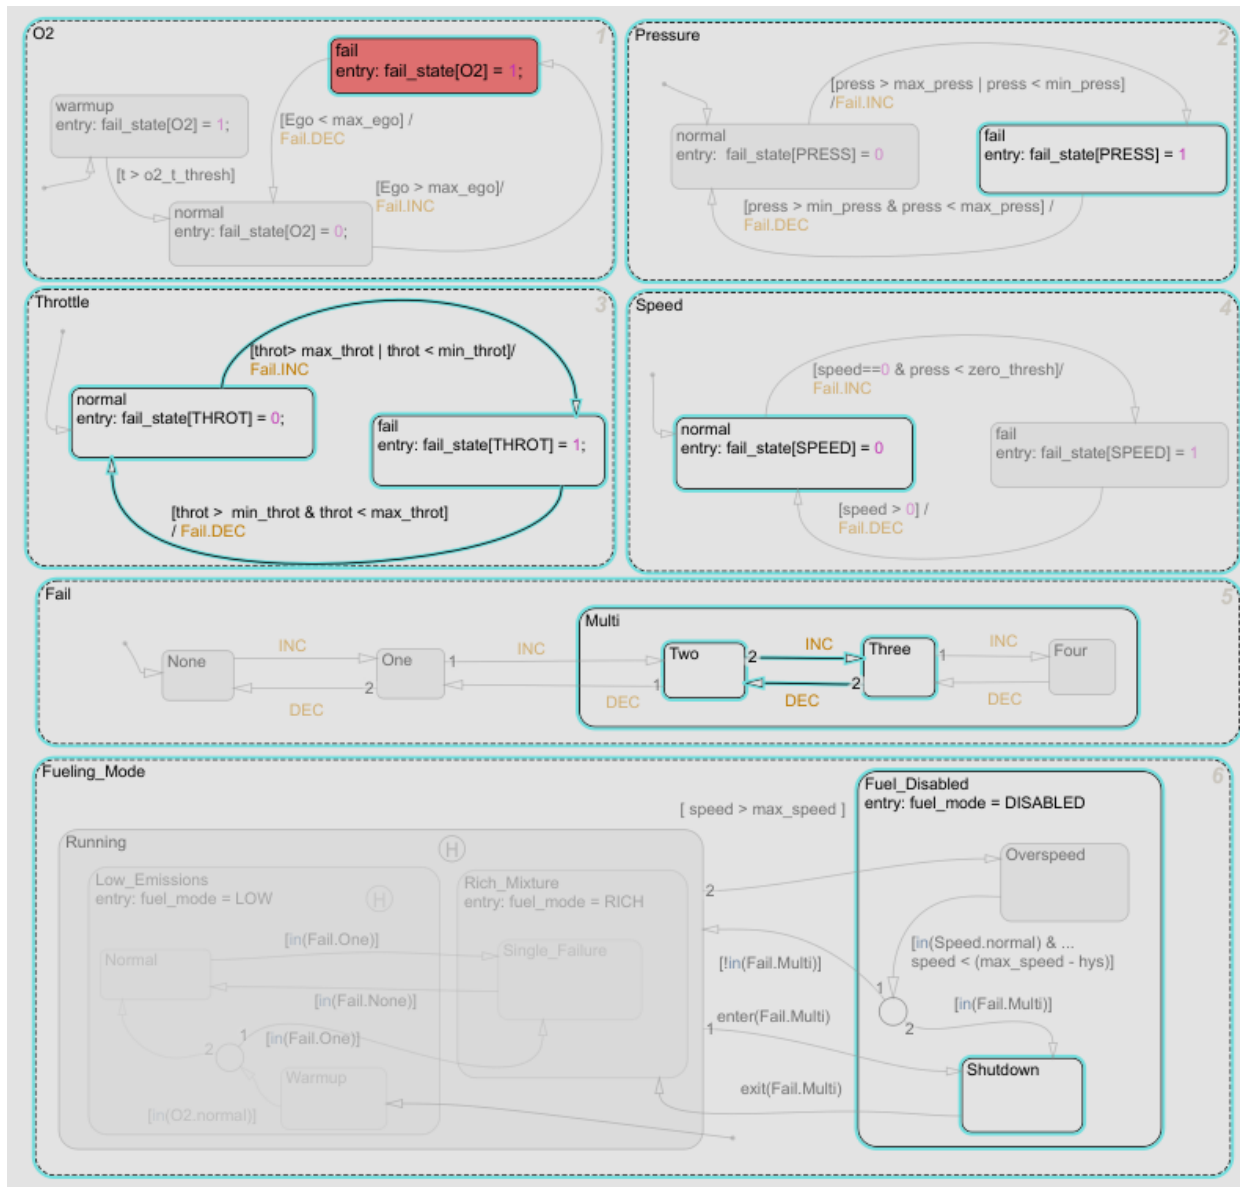 O2
1
fail
entry: fail_state[O2] = 1;
warmup
entry: fail_state[O2] = 1;
[Ego < max_ego] /
Fail.DEC
[t > o2_t_thresh]
[Ego > max_ego]/
Fail.INC
normal
entry: fail_state[O2] = 0;
Pressure
2
[press > max_press | press < min_press]
/Fail.INC
normal
entry: fail_state[PRESS] = 0
fail
entry: fail_state[PRESS] = 1
[press > min_press & press < max_press] /
Fail.DEC
Throttle
3
[throt> max_throt | throt < min_throt]/
Fail.INC
normal
entry: fail_state[THROT] = 0;
fail
entry: fail_state[THROT] = 1;
[throt > min_throt & throt < max_throt]
/ Fail.DEC
Speed
4
[speed==0 & press < zero_thresh]/
Fail.INC
normal
entry: fail_state[SPEED] = 0
fail
entry: fail_state[SPEED] = 1
[speed > 0] /
Fail.DEC
Fail
5
Multi
None
INC
DEC
One
1
2
INC
DEC
Two
2
1
INC
DEC
Three
1
2
INC
DEC
Four
Fueling_Mode
6
Fuel_Disabled
entry: fuel_mode = DISABLED
[ speed > max_speed ]
Running
H
Overspeed
Low_Emissions
entry: fuel_mode = LOW
H
Rich_Mixture
entry: fuel_mode = RICH
2
[in(Fail.One)]
Single_Failure
Normal
[in(Speed.normal) & ...
speed < (max_speed - hys)]
[!in(Fail.Multi)]
1
2
[in(Fail.Multi)]
[in(Fail.None)]
enter(Fail.Multi)
1
1
2
[in(Fail.One)]
Warmup
Shutdown
exit(Fail.Multi)
[in(O2.normal)]